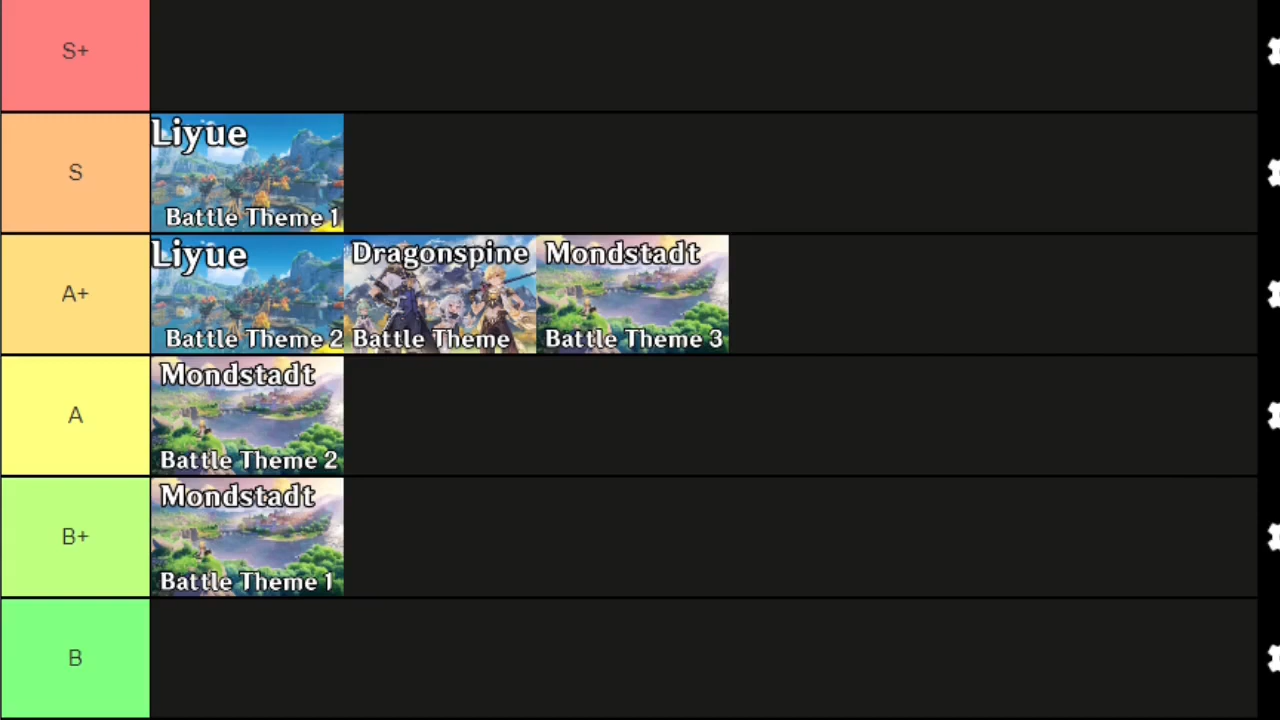 S+
S
Liyue
Battle Theme 1
A+
Liyue
Battle Theme 2
Dragonspine
Battle Theme
Mondstadt
Battle Theme 3
A
Mondstadt
Battle Theme 2
B+
Mondstadt
Battle Theme 1
B